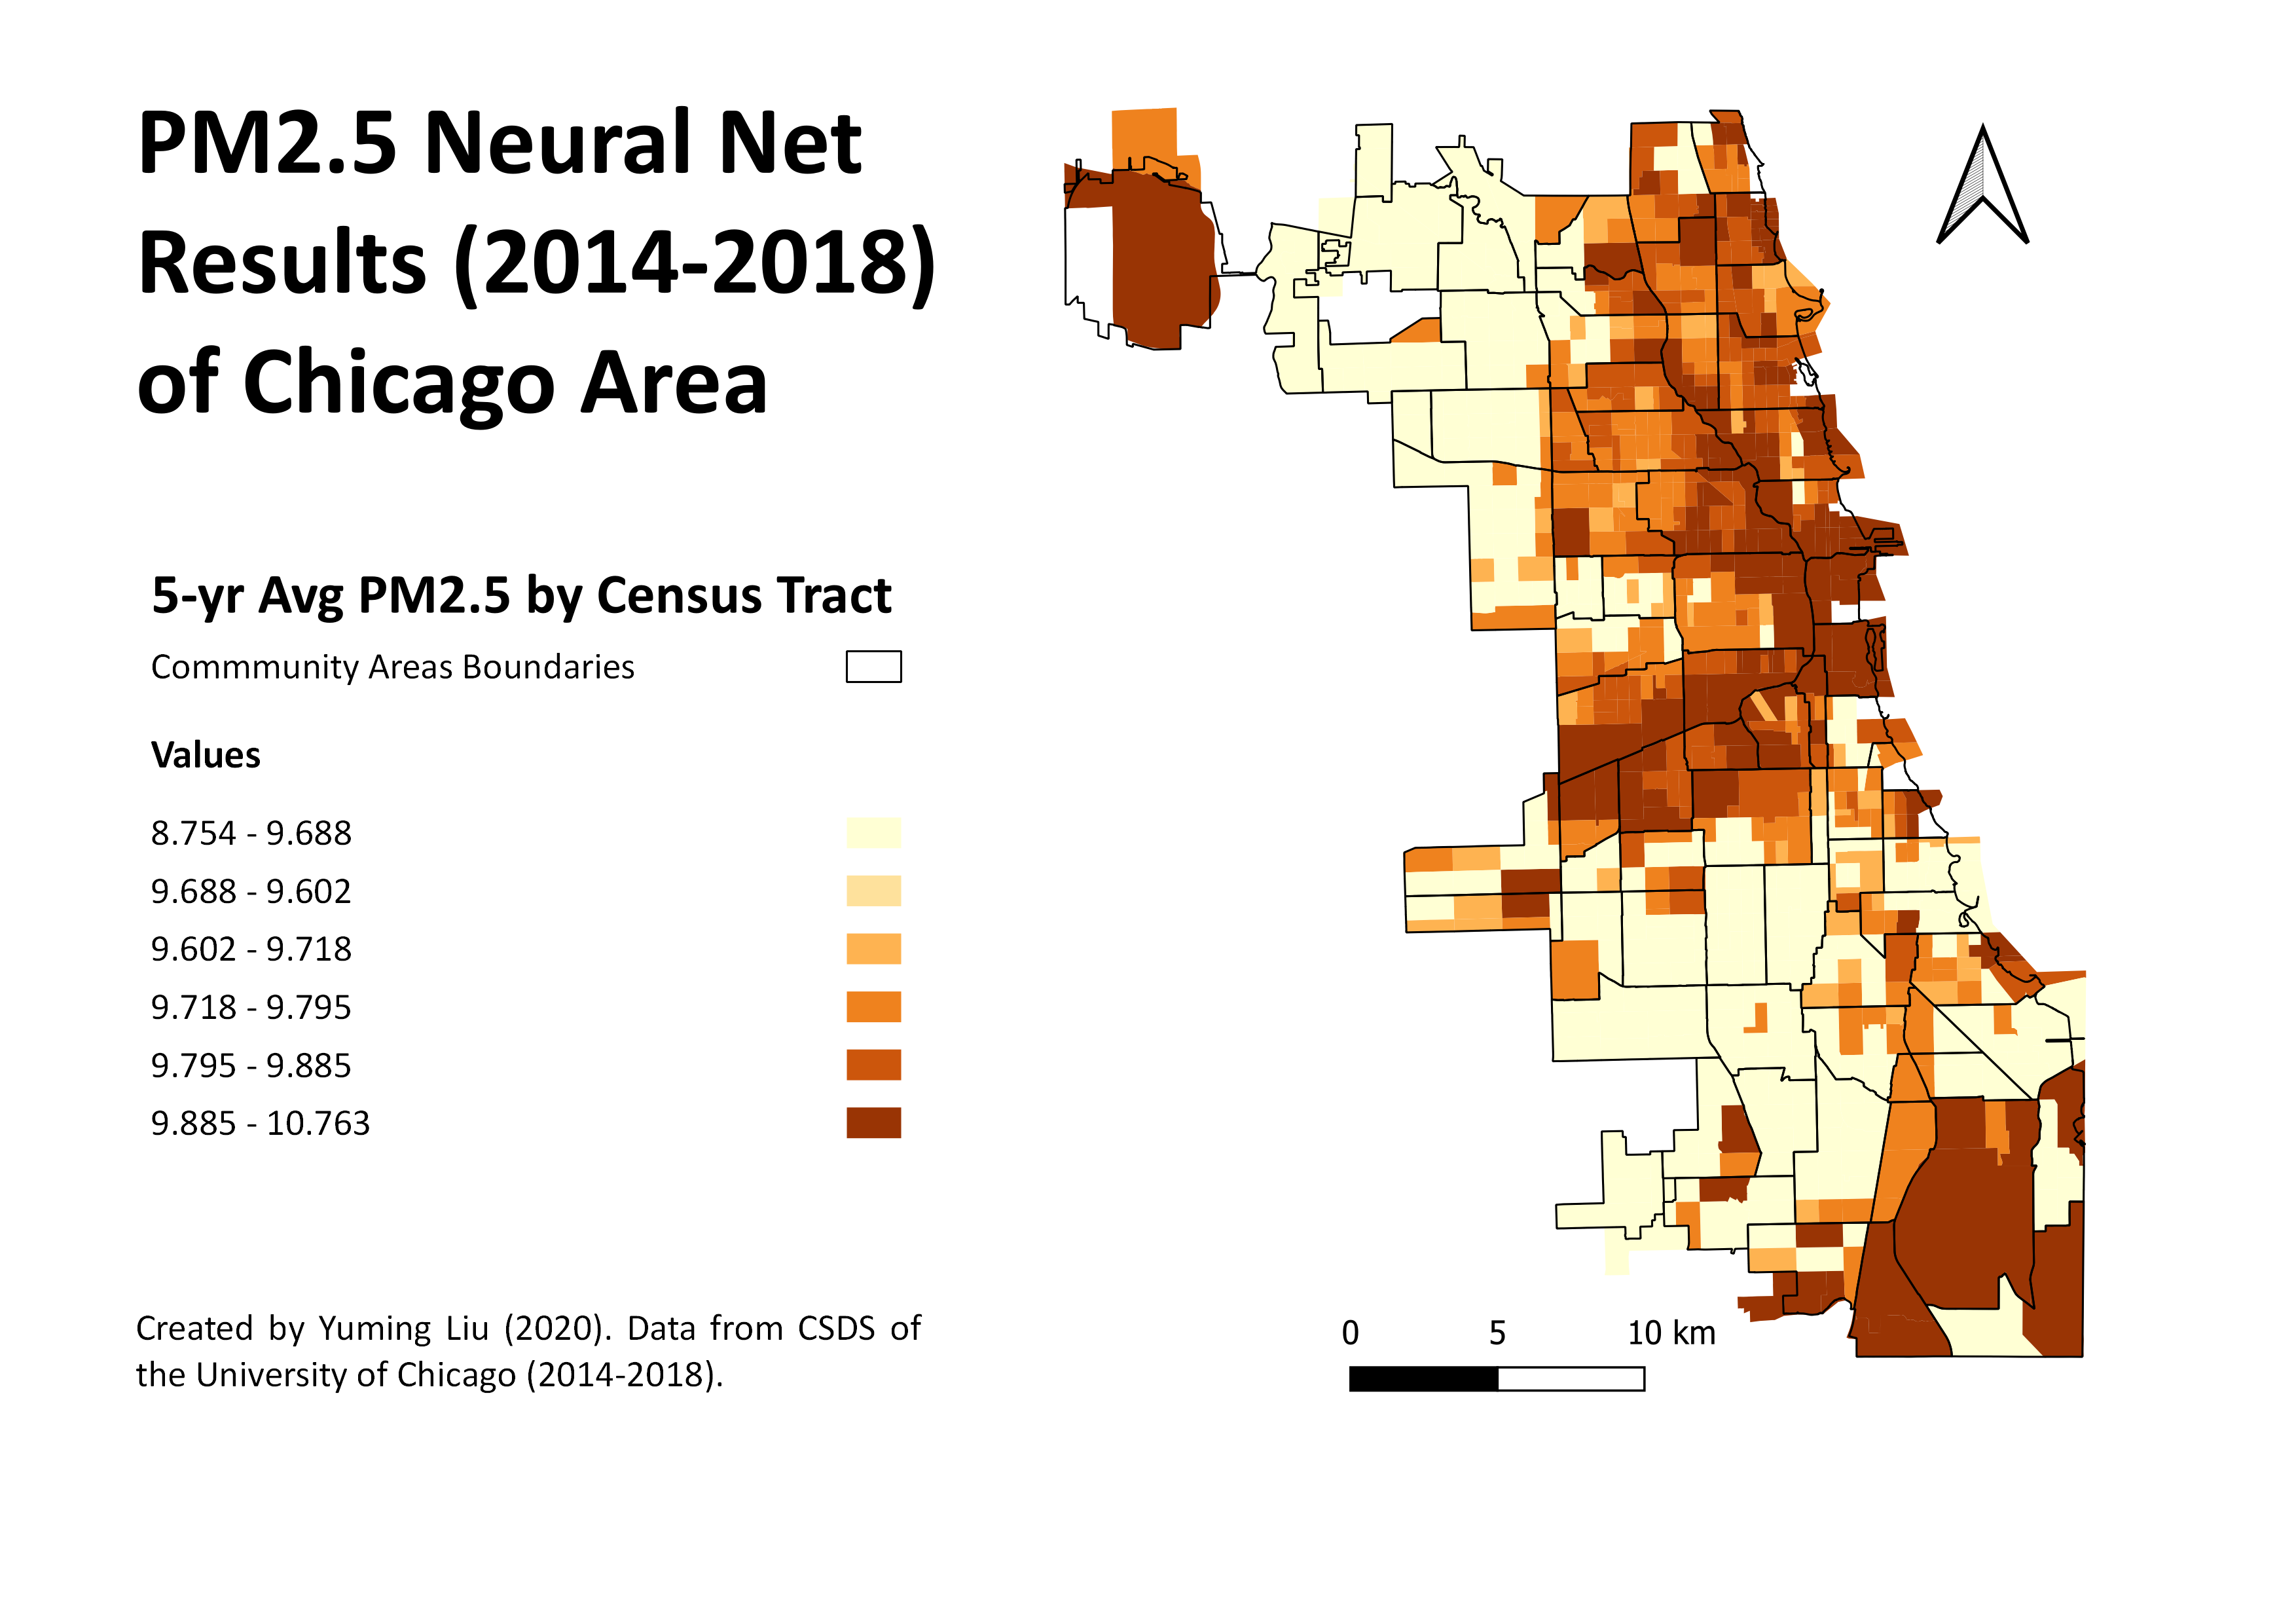 PM2.5 Neural Net
Results (2014-2018)
of Chicago Area
5-yr Avg PM2.5 by Census Tract
Commmunity Areas Boundaries
Values
8.754 - 9.688
9.688 - 9.602
9.602 - 9.718
9.718 - 9.795
9.795 - 9.885
9.885 - 10.763
Created by Yuming Liu (2020). Data from CSDS of
the University of Chicago (2014-2018).
0 5 10 km